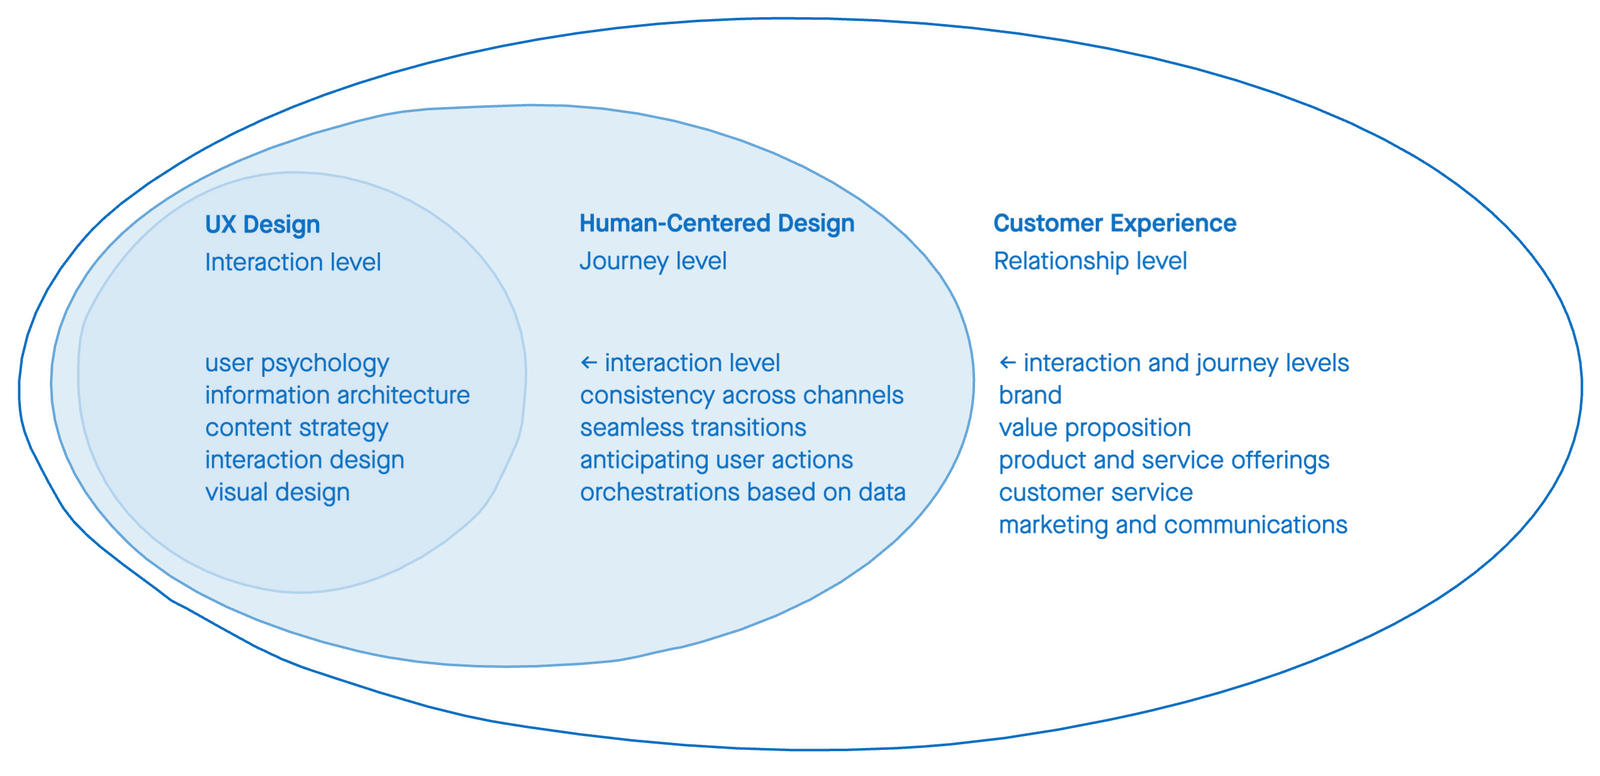 UX Design
Interaction level
user psychology
information architecture
content strategy
interaction design
visual design
Human-Centered Design
Journey level
← interaction level
consistency across channels
seamless transitions
anticipating user actions
orchestrations based on data
Customer Experience
Relationship level
← interaction and journey levels
brand
value proposition
product and service offerings
customer service
marketing and communications